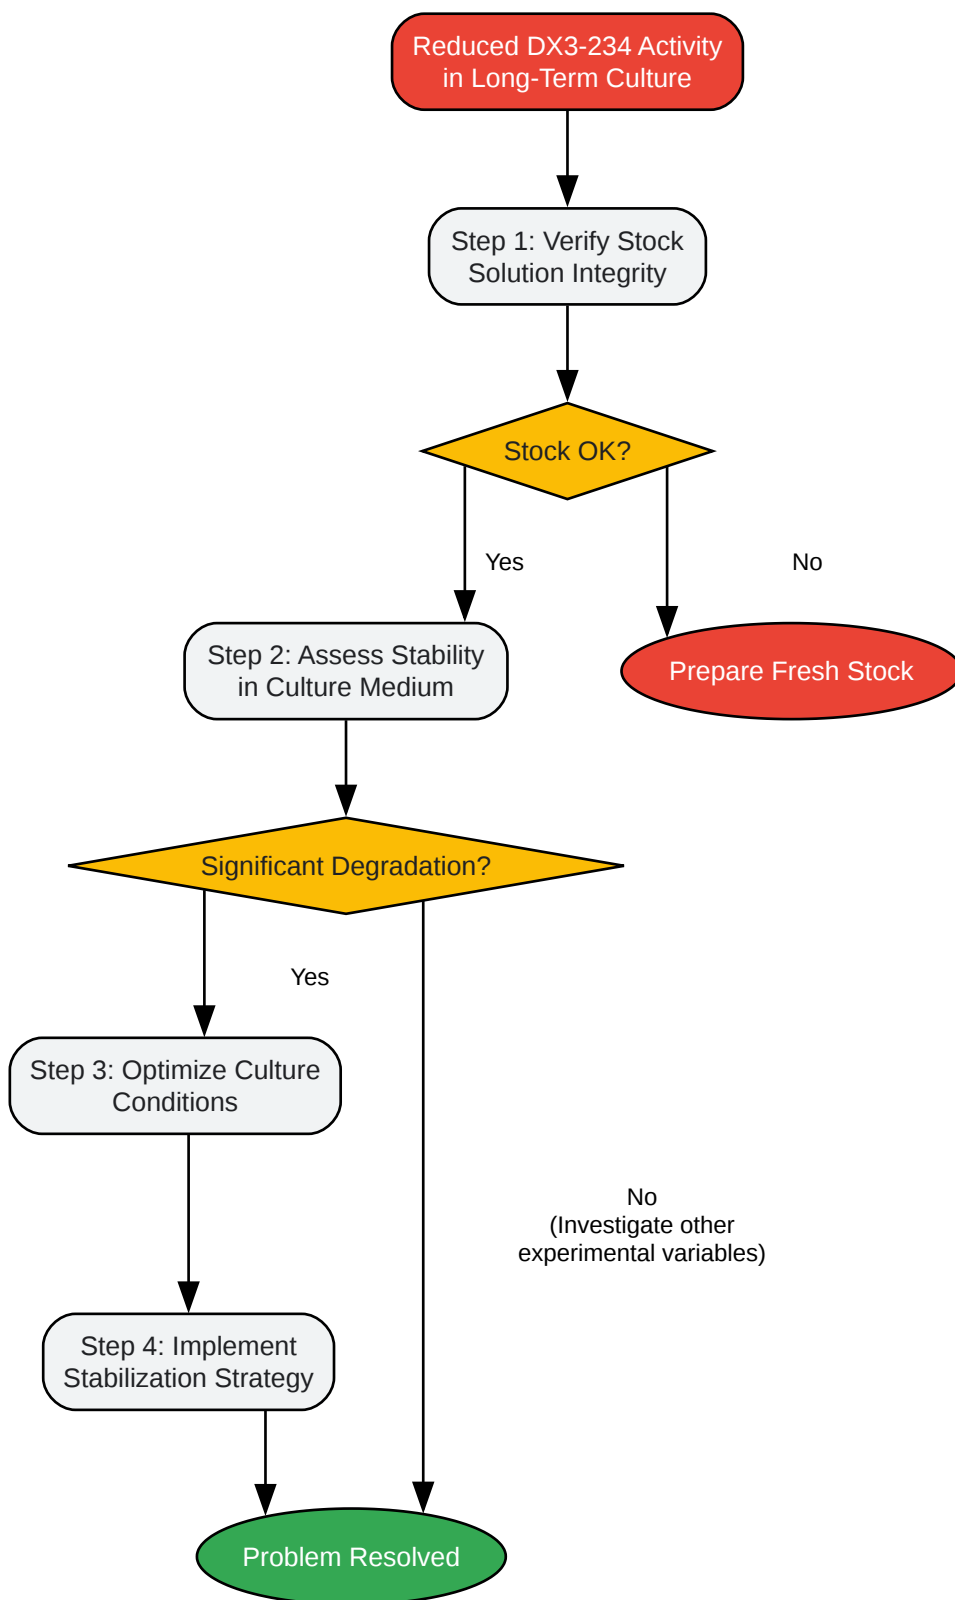 Reduced DX3-234 Activity
in Long-Term Culture
Step 1: Verify Stock
Solution Integrity
Stock OK?
Yes
No
Step 2: Assess Stability
in Culture Medium
Prepare Fresh Stock
Significant Degradation?
Yes
Step 3: Optimize Culture
Conditions
No
(Investigate other
experimental variables)
Step 4: Implement
Stabilization Strategy
Problem Resolved